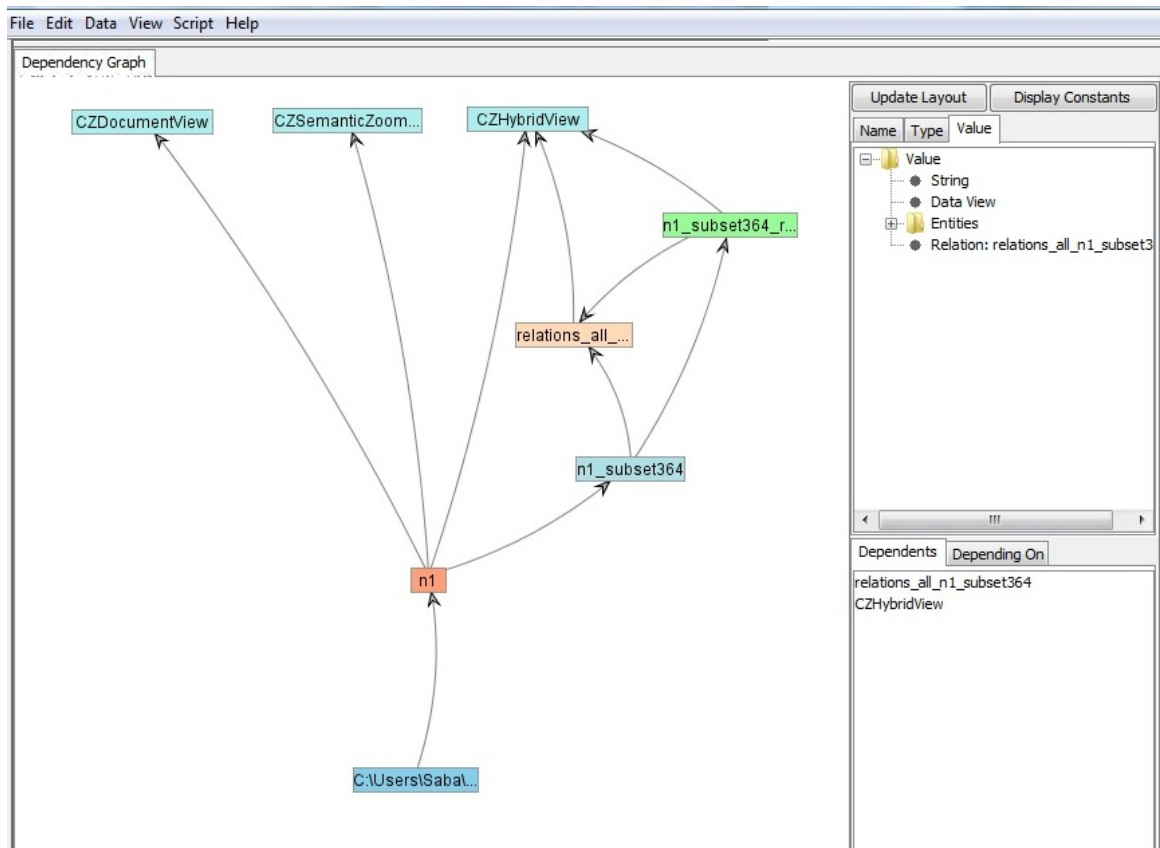 File Edit Data View Script Help
Dependency Graph
CZDocumentView
CZSemanticZoom...
CZHybridView
n1_subset364_r...
relations_all_...
n1_subset364
n1
C:\Users\Saba\...
Update Layout
Display Constants
Name Type Value
Value
String
Data View
Entities
Relation: relations_all_n1_subset3
Dependents
Depending On
relations_all_n1_subset364
CZHybridView